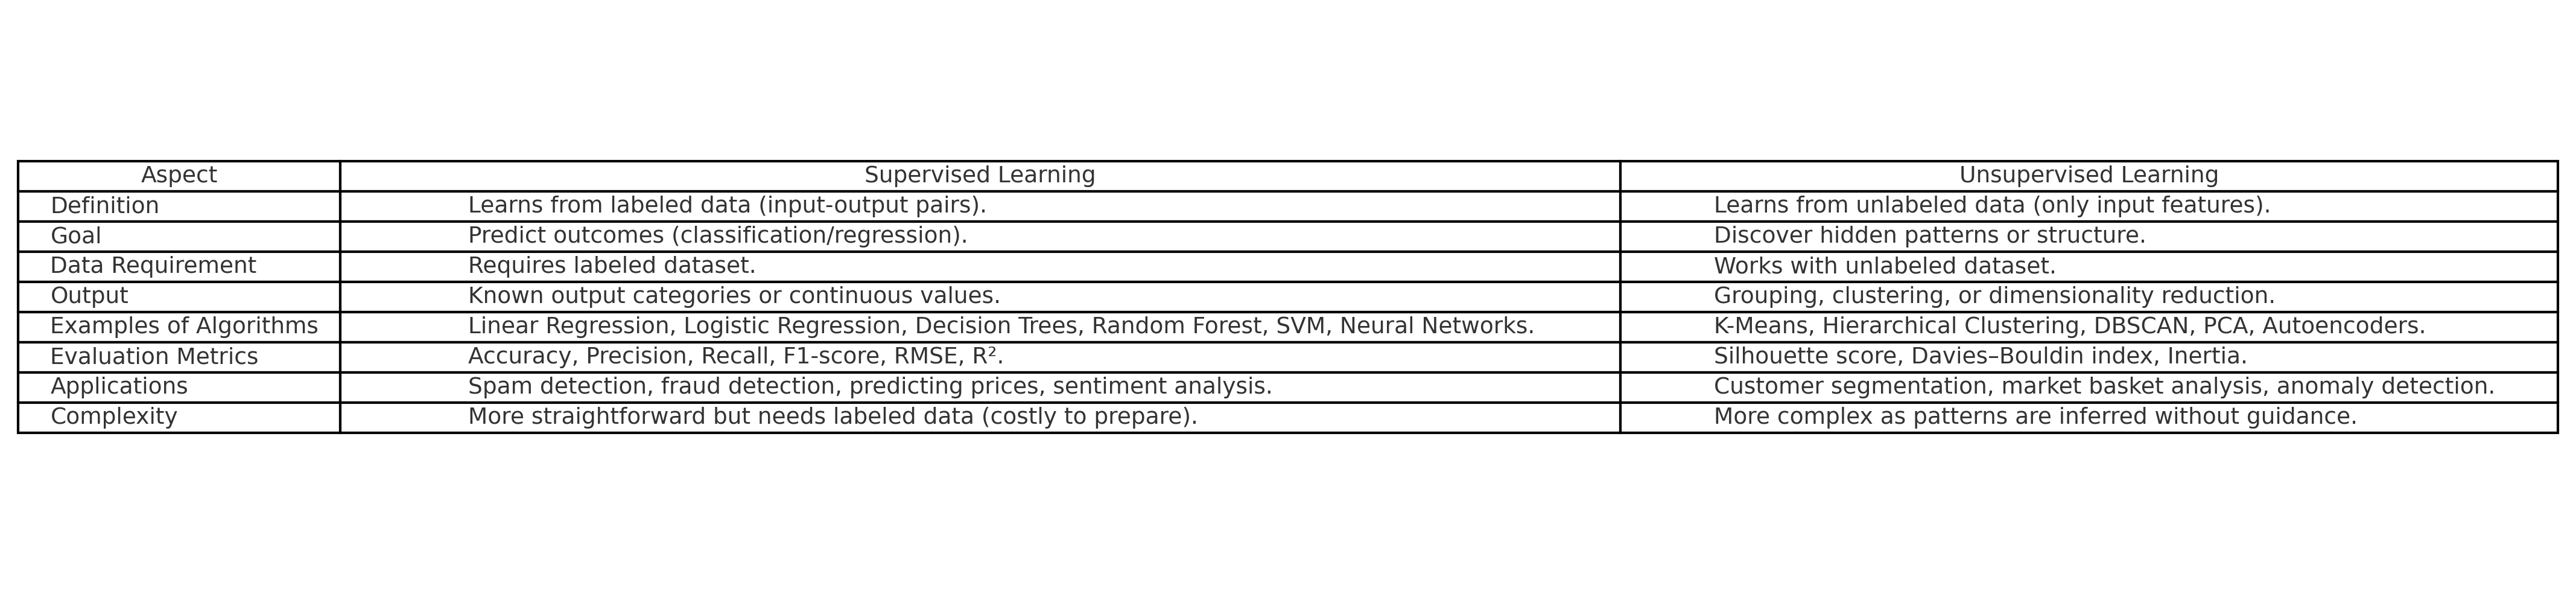 Aspect Supervised Learning Unsupervised Learning
Definition Learns from labeled data (input-output pairs). Learns from unlabeled data (only input features).
Goal Predict outcomes (classification/regression). Discover hidden patterns or structure.
Data Requirement Requires labeled dataset. Works with unlabeled dataset.
Output Known output categories or continuous values. Grouping, clustering, or dimensionality reduction.
Examples of Algorithms Linear Regression, Logistic Regression, Decision Trees, Random Forest, SVM, Neural Networks. K-Means, Hierarchical Clustering, DBSCAN, PCA, Autoencoders.
Evaluation Metrics Accuracy, Precision, Recall, F1-score, RMSE, R². Silhouette score, Davies–Bouldin index, Inertia.
Applications Spam detection, fraud detection, predicting prices, sentiment analysis. Customer segmentation, market basket analysis, anomaly detection.
Complexity More straightforward but needs labeled data (costly to prepare). More complex as patterns are inferred without guidance.